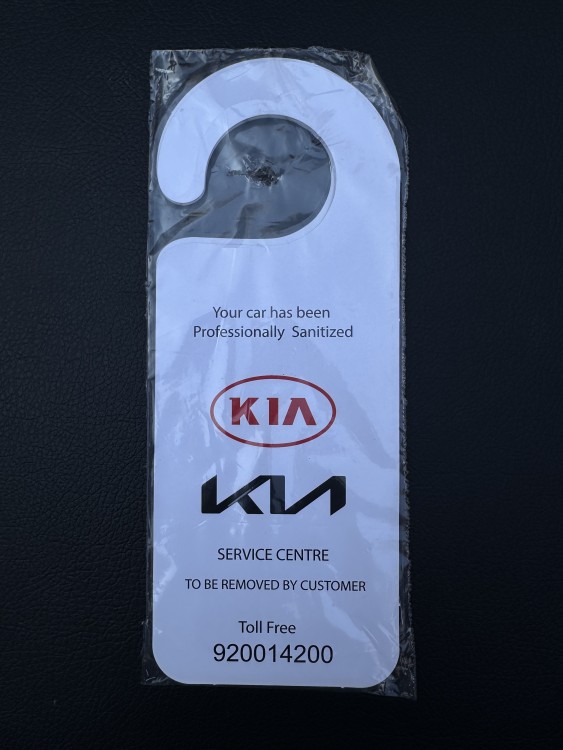 Your car has been
Professionally Sanitized
KIA
KIA
SERVICE CENTRE
TO BE REMOVED BY CUSTOMER
Toll Free
920014200